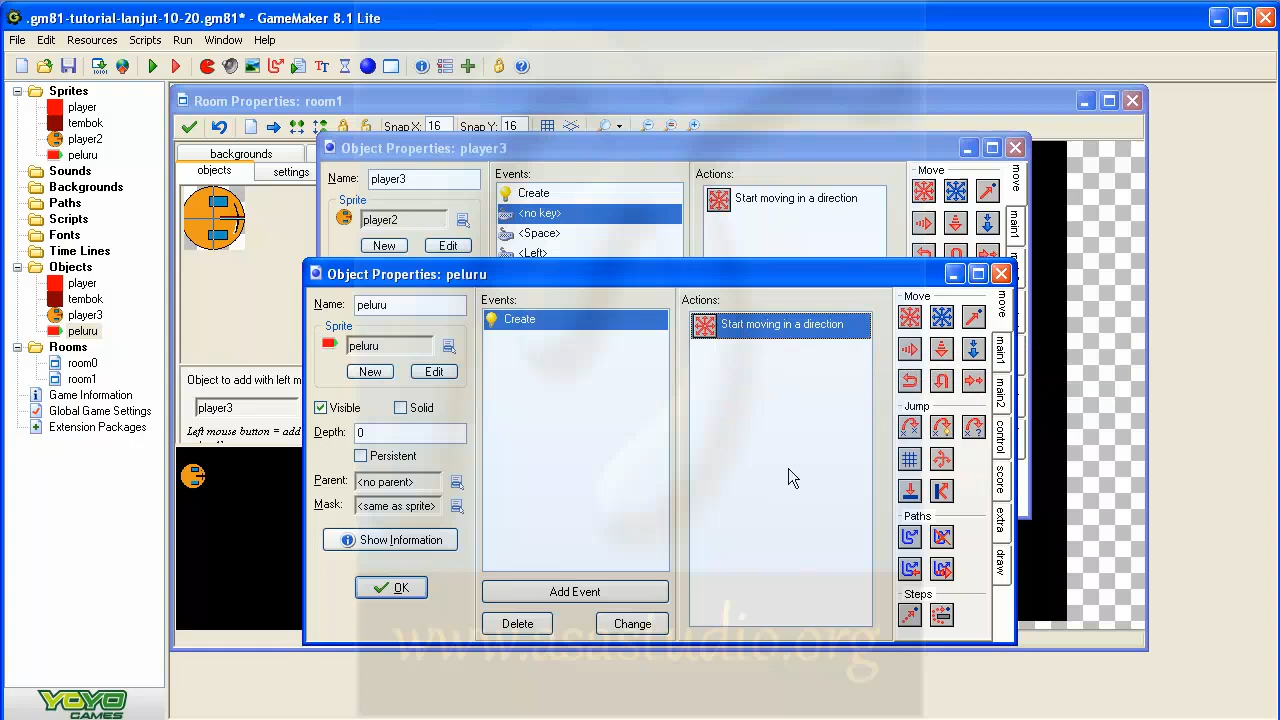 .gm81-tutorial-lanjut-10-20.gm81* - GameMaker 8.1 Lite
File Edit Resources Scripts Run Window Help
Sprites
player
tembok
player2
peluru
Sounds
Backgrounds
Paths
Scripts
Fonts
Time Lines
Objects
player
tembok
player3
peluru
Rooms
room0
room1
Game Information
Global Game Settings
Extension Packages
YOYO
GAMES
Room Properties: room1
Snap X: 16 Snap Y: 16
backgrounds
objects settings
Object to add with left m
player3
Left mouse button = add
Object Properties: player3
Name: player3
Sprite
player2
New Edit
Events:
Create
<no key>
<Space>
<Left>
Actions:
Start moving in a direction
Move
move
main1
Object Properties: peluru
Name: peluru
Sprite
peluru
New Edit
Visible Solid
Depth: 0
Persistent
Parent: <no parent>
Mask: <same as sprite>
Show Information
OK
Events:
Create
Add Event
Delete Change
Actions:
Start moving in a direction
Move
Jump
Paths
Steps
move
main1
main2
control
score
extra
draw
www.asastudio.org